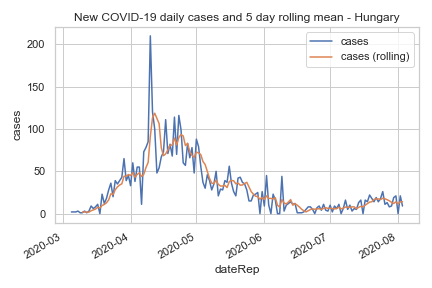 New COVID-19 daily cases and 5 day rolling mean - Hungary
cases
cases (rolling)
200
150
100
50
0
cases
2020-03
2020-04
2020-05
2020-06
2020-07
2020-08
dateRep